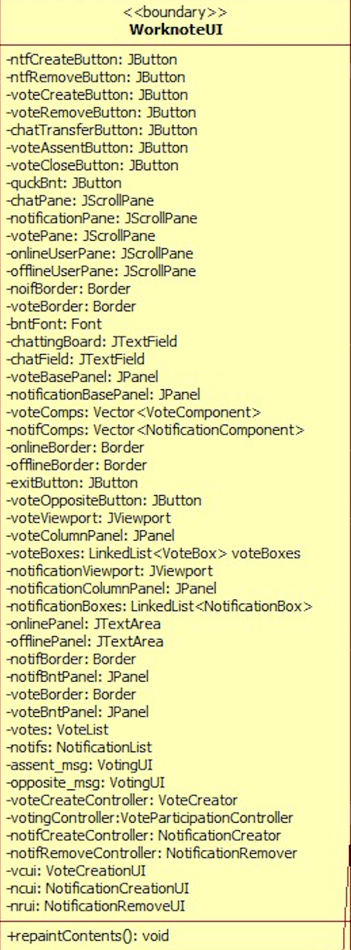 <<boundary>>
WorknoteUI
-ntfCreateButton: JButton
-ntfRemoveButton: JButton
-voteCreateButton: JButton
-voteRemoveButton: JButton
-chatTransferButton: JButton
-voteAssentButton: JButton
-voteCloseButton: JButton
-quckBnt: JButton
-chatPane: JScrollPane
-notificationPane: JScrollPane
-votePane: JScrollPane
-onlineUserPane: JScrollPane
-offlineUserPane: JScrollPane
-noifBorder: Border
-voteBorder: Border
-bntFont: Font
-chattingBoard: JTextField
-chatField: JTextField
-voteBasePanel: JPanel
-notificationBasePanel: JPanel
-voteComps: Vector<VoteComponent>
-notifComps: Vector<NotificationComponent>
-onlineBorder: Border
-offlineBorder: Border
-exitButton: JButton
-voteOppositeButton: JButton
-voteViewport: JViewport
-voteColumnPanel: JPanel
-voteBoxes: LinkedList<VoteBox> voteBoxes
-notificationViewport: JViewport
-notificationColumnPanel: JPanel
-notificationBoxes: LinkedList<NotificationBox>
-onlinePanel: JTextArea
-offlinePanel: JTextArea
-notifBorder: Border
-notifBntPanel: JPanel
-voteBorder: Border
-voteBntPanel: JPanel
-votes: VoteList
-notifs: NotificationList
-assent_msg: VotingUI
-opposite_msg: VotingUI
-voteCreateController: VoteCreator
-votingController:VoteParticipationController
-notifCreateController: NotificationCreator
-notifRemoveController: NotificationRemover
-vcui: VoteCreationUI
-ncui: NotificationCreationUI
-nrui: NotificationRemoveUI
+repaintContents(): void